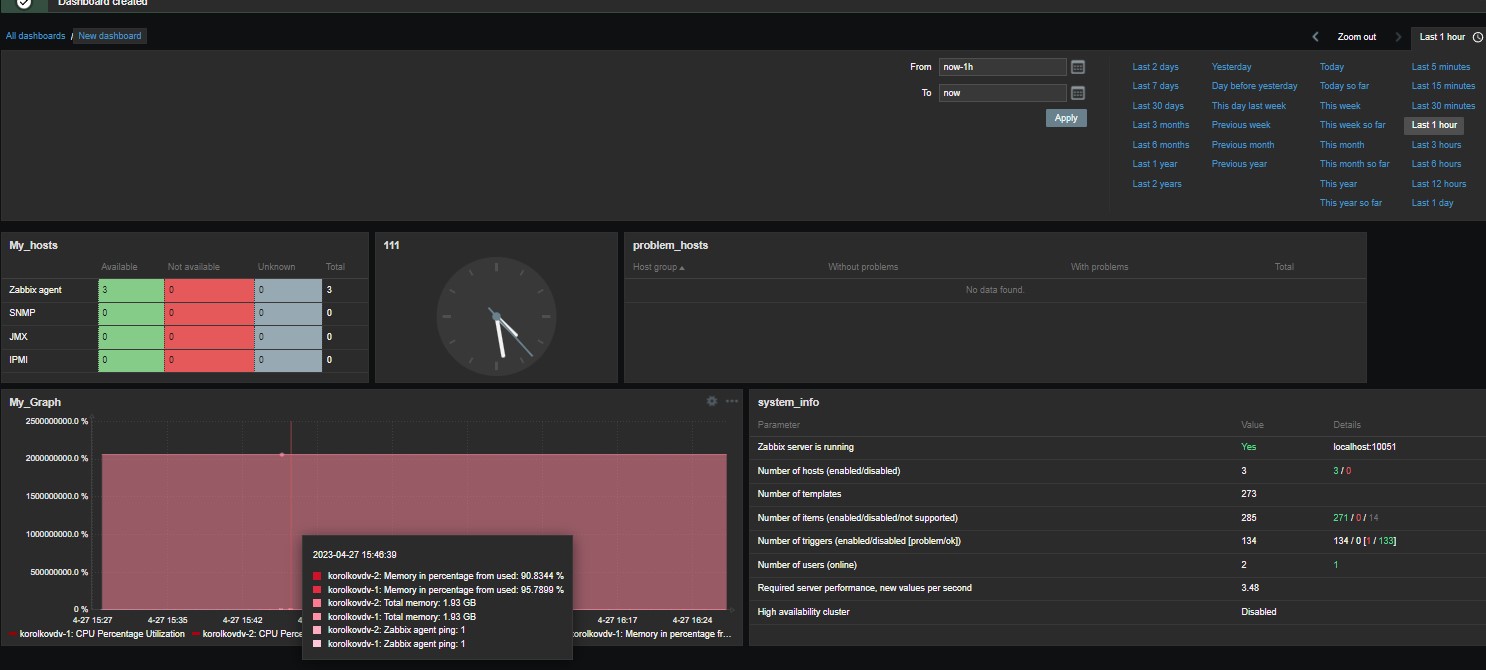 Dashboard created
All dashboards / New dashboard
Zoom out
Last 1 hour
From now-1h
To now
Apply
Last 2 days Yesterday Today Last 5 minutes
Last 7 days Day before yesterday Today so far Last 15 minutes
Last 30 days This day last week This week Last 30 minutes
Last 3 months Previous week This week so far Last 1 hour
Last 6 months Previous month This month Last 3 hours
Last 1 year Previous year This month so far Last 6 hours
Last 2 years This year Last 12 hours
This year so far Last 1 day
My_hosts
Available Not available Unknown Total
Zabbix agent 3 0 0 3
SNMP 0 0 0 0
JMX 0 0 0 0
IPMI 0 0 0 0
111
problem_hosts
Host group Without problems With problems Total
No data found.
My_Graph
2500000000.0 %
2000000000.0 %
1500000000.0 %
1000000000.0 %
500000000.0 %
0 %
4-27 15:27 4-27 15:35 4-27 15:42 4-27 16:17 4-27 16:24
korolkovdv-1: CPU Percentage Utilization korolkovdv-2: CPU Perce orolkovdv-1: Memory in percentage fr...
2023-04-27 15:46:39
korolkovdv-2: Memory in percentage from used: 90.8344 %
korolkovdv-1: Memory in percentage from used: 95.7899 %
korolkovdv-2: Total memory: 1.93 GB
korolkovdv-1: Total memory: 1.93 GB
korolkovdv-2: Zabbix agent ping: 1
korolkovdv-1: Zabbix agent ping: 1
system_info
Parameter Value Details
Zabbix server is running Yes localhost:10051
Number of hosts (enabled/disabled) 3 3 / 0
Number of templates 273
Number of items (enabled/disabled/not supported) 285 271 / 0 / 14
Number of triggers (enabled/disabled [problem/ok]) 134 134 / 0 [1 / 133]
Number of users (online) 2 1
Required server performance, new values per second 3.48
High availability cluster Disabled